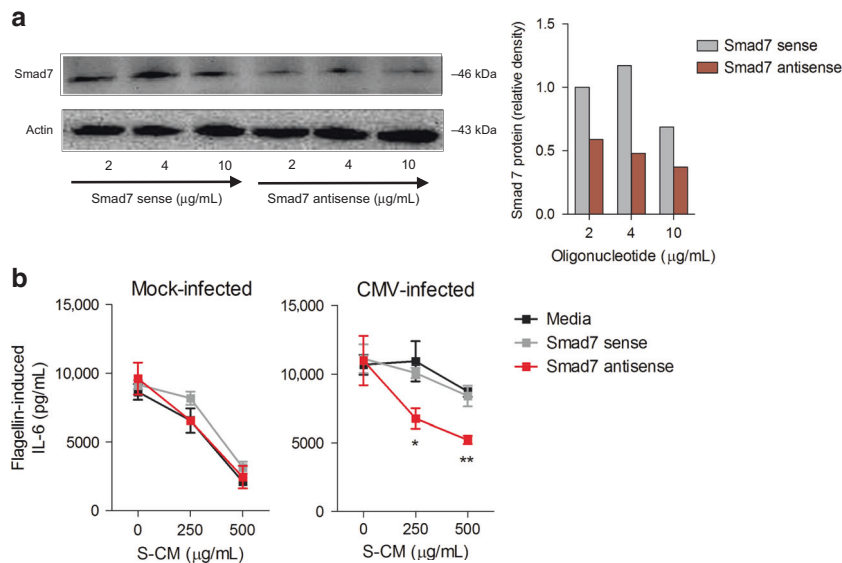 a
Smad7
–46 kDa
Actin
–43 kDa
2 4 10 2 4 10
Smad7 sense (μg/mL) Smad7 antisense (μg/mL)
Smad 7 protein (relative density)
1.5
1.0
0.5
0.0
2 4 10
Oligonucleotide (μg/mL)
Smad7 sense
Smad7 antisense
b
Mock-infected
Flagellin-induced
IL-6 (pg/mL)
15,000
10,000
5000
0
0 250 500
S-CM (μg/mL)
CMV-infected
15,000
10,000
5000
0
*
**
0 250 500
S-CM (μg/mL)
Media
Smad7 sense
Smad7 antisense